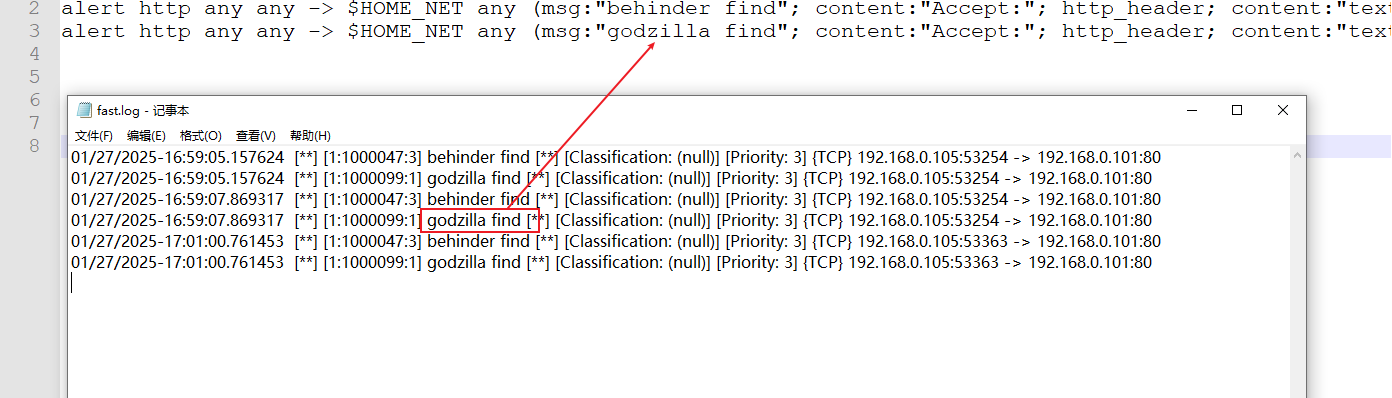 2 alert http any any -> $HOME_NET any (msg:"behinder find"; content:"Accept:"; http_header; content:"text
3 alert http any any -> $HOME_NET any (msg:"godzilla find"; content:"Accept:"; http_header; content:"text
4
5
6
7
8
fast.log - 记事本
文件(F) 编辑(E) 格式(O) 查看(V) 帮助(H)
01/27/2025-16:59:05.157624 [**] [1:1000047:3] behinder find [**] [Classification: (null)] [Priority: 3] {TCP} 192.168.0.105:53254 -> 192.168.0.101:80
01/27/2025-16:59:05.157624 [**] [1:1000099:1] godzilla find [**] [Classification: (null)] [Priority: 3] {TCP} 192.168.0.105:53254 -> 192.168.0.101:80
01/27/2025-16:59:07.869317 [**] [1:1000047:3] behinder find [**] [Classification: (null)] [Priority: 3] {TCP} 192.168.0.105:53254 -> 192.168.0.101:80
01/27/2025-16:59:07.869317 [**] [1:1000099:1] godzilla find [**] [Classification: (null)] [Priority: 3] {TCP} 192.168.0.105:53254 -> 192.168.0.101:80
01/27/2025-17:01:00.761453 [**] [1:1000047:3] behinder find [**] [Classification: (null)] [Priority: 3] {TCP} 192.168.0.105:53363 -> 192.168.0.101:80
01/27/2025-17:01:00.761453 [**] [1:1000099:1] godzilla find [**] [Classification: (null)] [Priority: 3] {TCP} 192.168.0.105:53363 -> 192.168.0.101:80